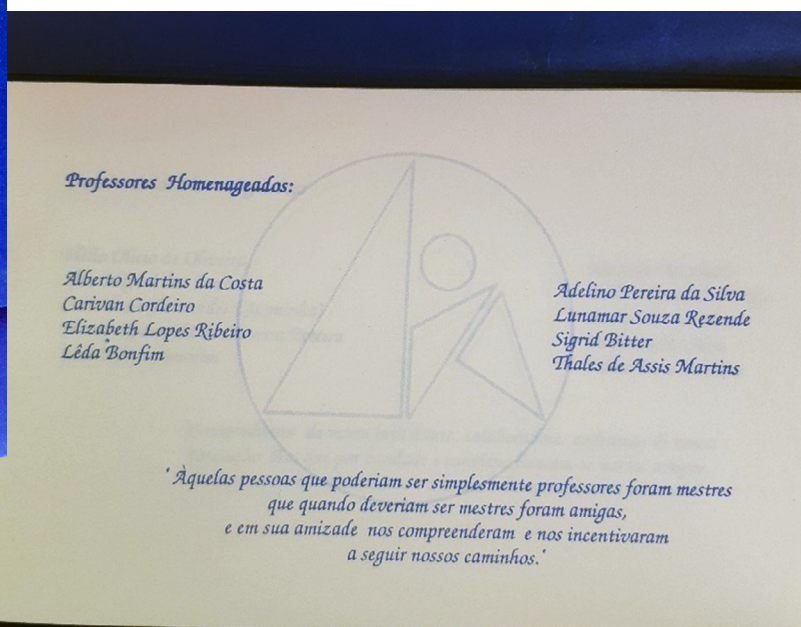 Professores Homenageados:
Alberto Martins da Costa
Carivan Cordeiro
Elizabeth Lopes Ribeiro
Lêda Bonfim
Adelino Pereira da Silva
Lunamar Souza Rezende
Sigrid Bitter
Thales de Assis Martins
' Àquelas pessoas que poderiam ser simplesmente professores foram mestres
que quando deveriam ser mestres foram amigas,
e em sua amizade nos compreenderam e nos incentivaram
a seguir nossos caminhos.'